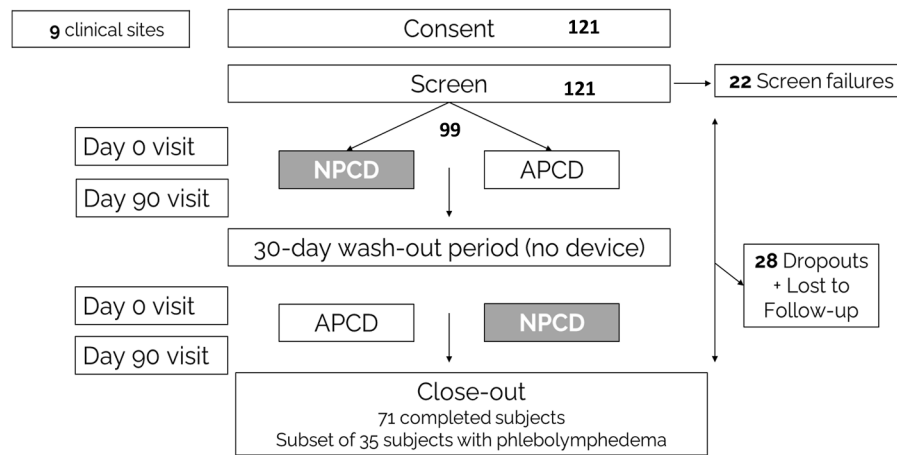 9 clinical sites
Consent 121
Screen 121
22 Screen failures
99
Day 0 visit
NPCD
APCD
Day 90 visit
30-day wash-out period (no device)
28 Dropouts
+ Lost to
Follow-up
Day 0 visit
APCD
NPCD
Day 90 visit
Close-out
71 completed subjects
Subset of 35 subjects with phlebolymphedema